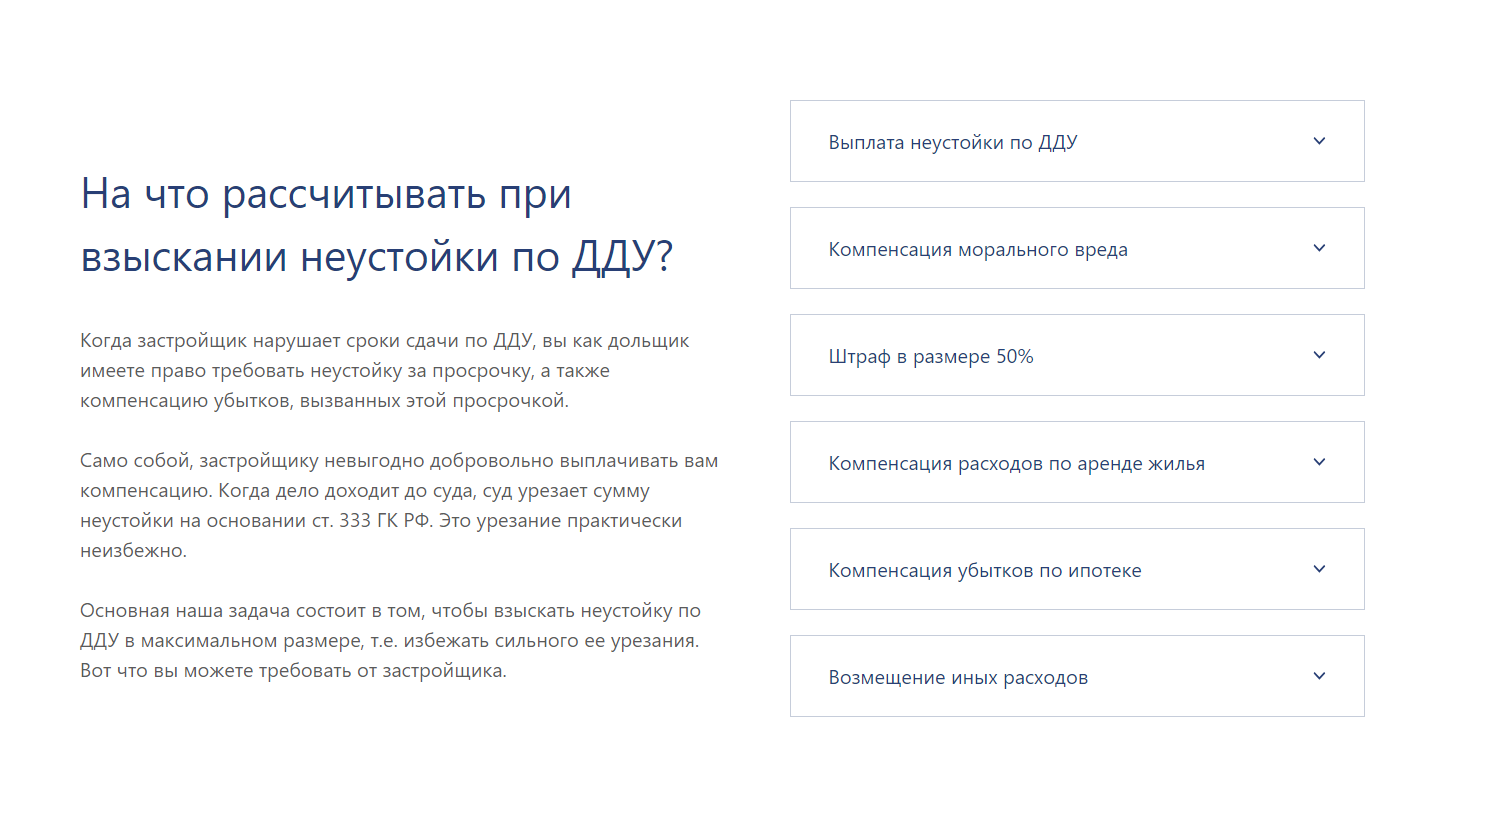 На что рассчитывать при
взыскании неустойки по ДДУ?
Когда застройщик нарушает сроки сдачи по ДДУ, вы как дольщик
имеете право требовать неустойку за просрочку, а также
компенсацию убытков, вызванных этой просрочкой.
Само собой, застройщику невыгодно добровольно выплачивать вам
компенсацию. Когда дело доходит до суда, суд урезает сумму
неустойки на основании ст. 333 ГК РФ. Это урезание практически
неизбежно.
Основная наша задача состоит в том, чтобы взыскать неустойку по
ДДУ в максимальном размере, т.е. избежать сильного ее урезания.
Вот что вы можете требовать от застройщика.
Выплата неустойки по ДДУ
Компенсация морального вреда
Штраф в размере 50%
Компенсация расходов по аренде жилья
Компенсация убытков по ипотеке
Возмещение иных расходов